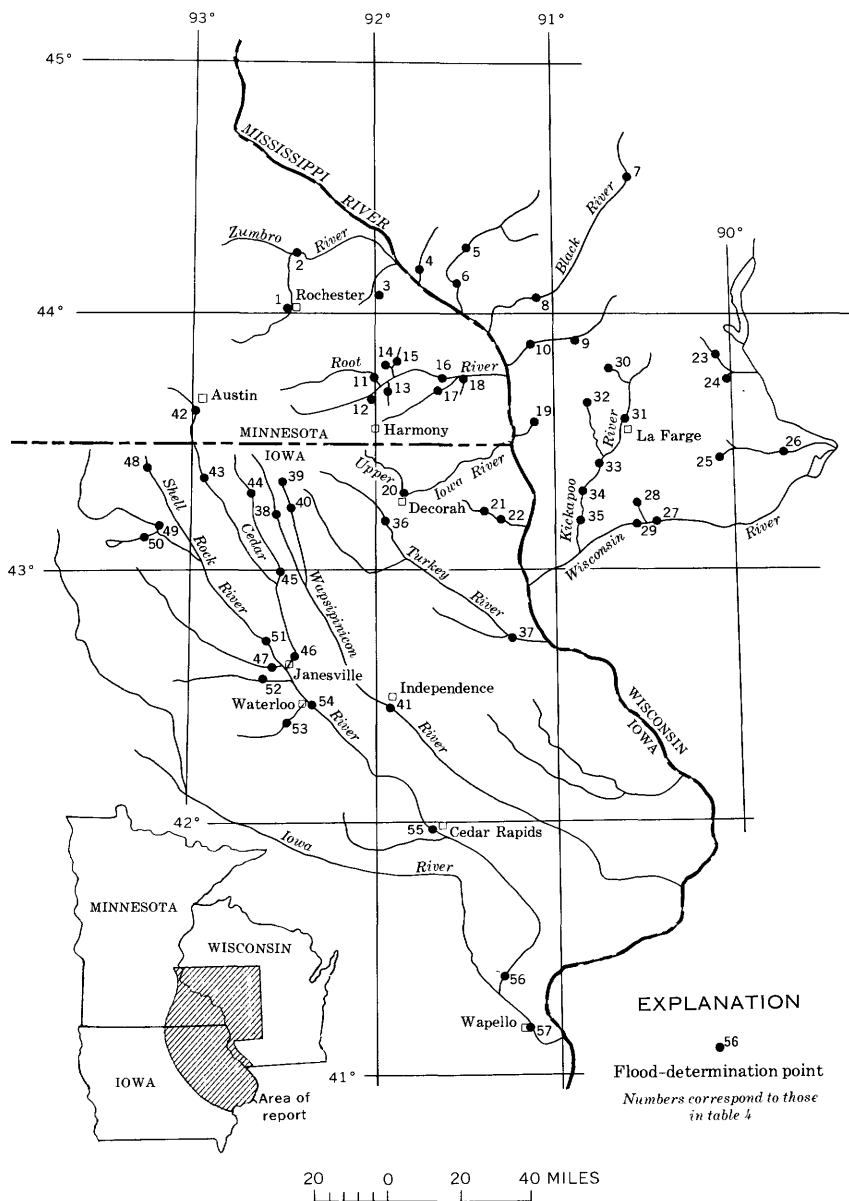 93°
92°
91°
45°
MISSISSIPPI
RIVER
7
90°
Zumbro River
2
4
5
6
Black River
3
1
Rochester
8
44°
14
15
10
9
23
Root River
11
16
30
24
12
13
17
18
32
Austin
42
Harmony
19
31
La Farge
MINNESOTA
IOWA
River
26
25
48
43
44
39
Upper Iowa River
33
20
Decorah
38
40
21
22
34
28
Shell Rock River
49
50
36
Kickapoo
35
29
27
43°
Cedar
45
Wapsipinicon
Turkey River
Wisconsin River
37
51
46
47
Janesville
52
Independence
Waterloo
54
41
53
River
River
WISCONSIN
IOWA
42°
55
Cedar Rapids
Iowa River
MINNESOTA
WISCONSIN
56
EXPLANATION
Wapello
57
56
Flood-determination point
IOWA
41°
Numbers correspond to those
in table 4
Area of
report
20 0 20 40 MILES